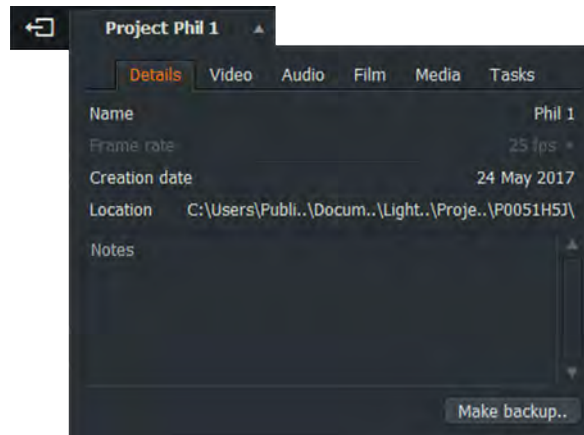 Project Phil 1
Details Video Audio Film Media Tasks
Name Phil 1
Frame rate 25 fps
Creation date 24 May 2017
Location C:\Users\Publi..\Docum..\Light..\Proje..\P0051H5J\
Notes
Make backup..